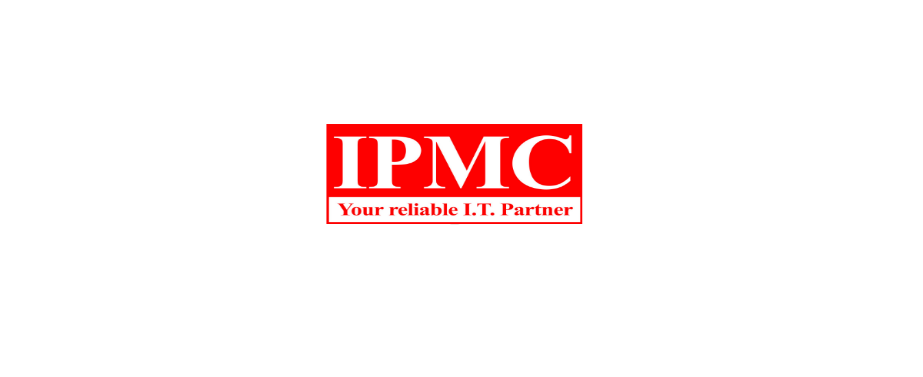 IPMC
Your reliable I.T. Partner